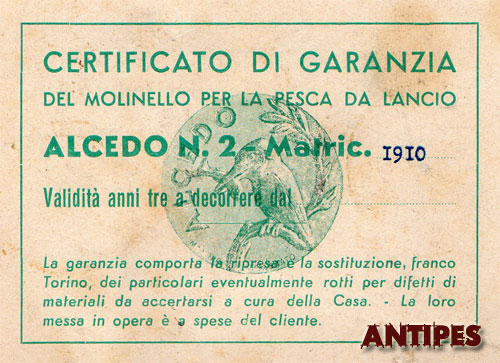 CERTIFICATO DI GARANZIA
DEL MOLINELLO PER LA PESCA DA LANCIO
ALCEDO N. 2 - Matric. 1910
Validità anni tre a decorrere dal
ALCEDO
La garanzia comporta la ripresa e la sostituzione, franco
Torino, dei particolari eventualmente rotti per difetti di
materiali da accertarsi a cura della Casa. - La loro
messa in opera è a spese del cliente.
ANTIPES